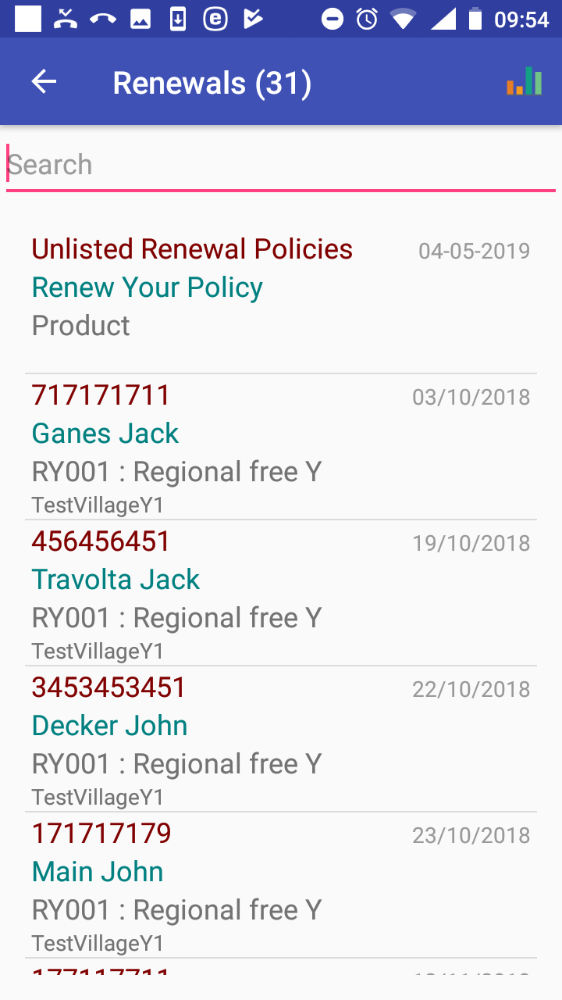 09:54
Renewals (31)
Search
Unlisted Renewal Policies 04-05-2019
Renew Your Policy
Product
717171711 03/10/2018
Ganes Jack
RY001 : Regional free Y
TestVillageY1
456456451 19/10/2018
Travolta Jack
RY001 : Regional free Y
TestVillageY1
3453453451 22/10/2018
Decker John
RY001 : Regional free Y
TestVillageY1
171717179 23/10/2018
Main John
RY001 : Regional free Y
TestVillageY1